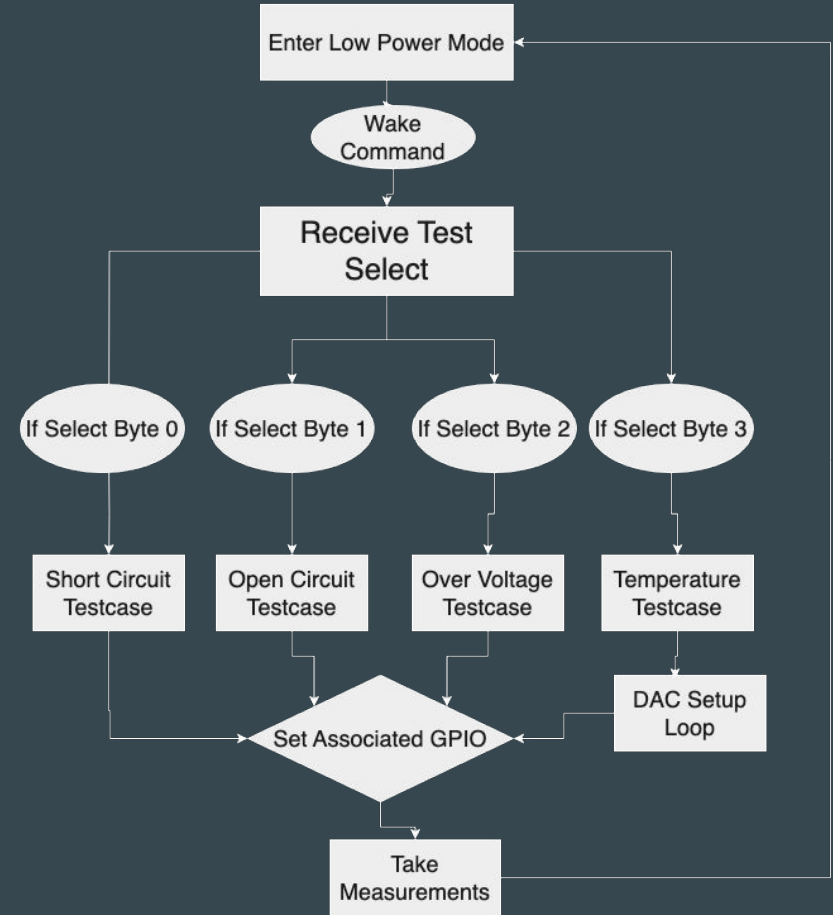 Enter Low Power Mode
Wake
Command
Receive Test
Select
If Select Byte 0
If Select Byte 1
If Select Byte 2
If Select Byte 3
Short Circuit
Testcase
Open Circuit
Testcase
Over Voltage
Testcase
Temperature
Testcase
DAC Setup
Loop
Set Associated GPIO
Take
Measurements